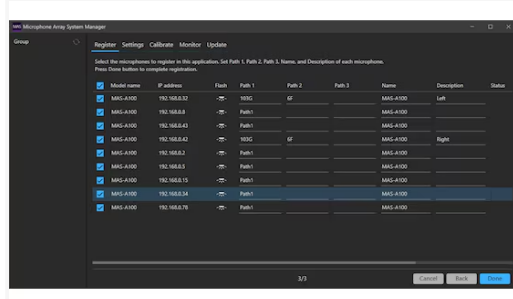 MAS Microphone Array System Manager
Group
Register Settings Calibrate Monitor Update
Select the microphones to register in this application. Set Path 1, Path 2, Path 3, Name, and Description of each microphone.
Press Done button to complete registration.
Model name IP address Flash Path 1 Path 2 Path 3 Name Description Status
MAS-A100 192.168.0.32 103G 6F MAS-A100 Left
MAS-A100 192.168.0.8 Path1 MAS-A100
MAS-A100 192.168.0.43 Path1 MAS-A100
MAS-A100 192.168.0.42 103G 6F MAS-A100 Right
MAS-A100 192.168.0.2 Path1 MAS-A100
MAS-A100 192.168.0.5 Path1 MAS-A100
MAS-A100 192.168.0.15 Path1 MAS-A100
MAS-A100 192.168.0.34 Path1 MAS-A100
MAS-A100 192.168.0.78 Path1 MAS-A100
3/3 Cancel Back Done